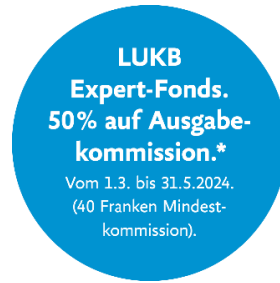 LUKB
Expert-Fonds.
50% auf Ausgabe-
kommission.*
Vom 1.3. bis 31.5.2024.
(40 Franken Mindest-
kommission).